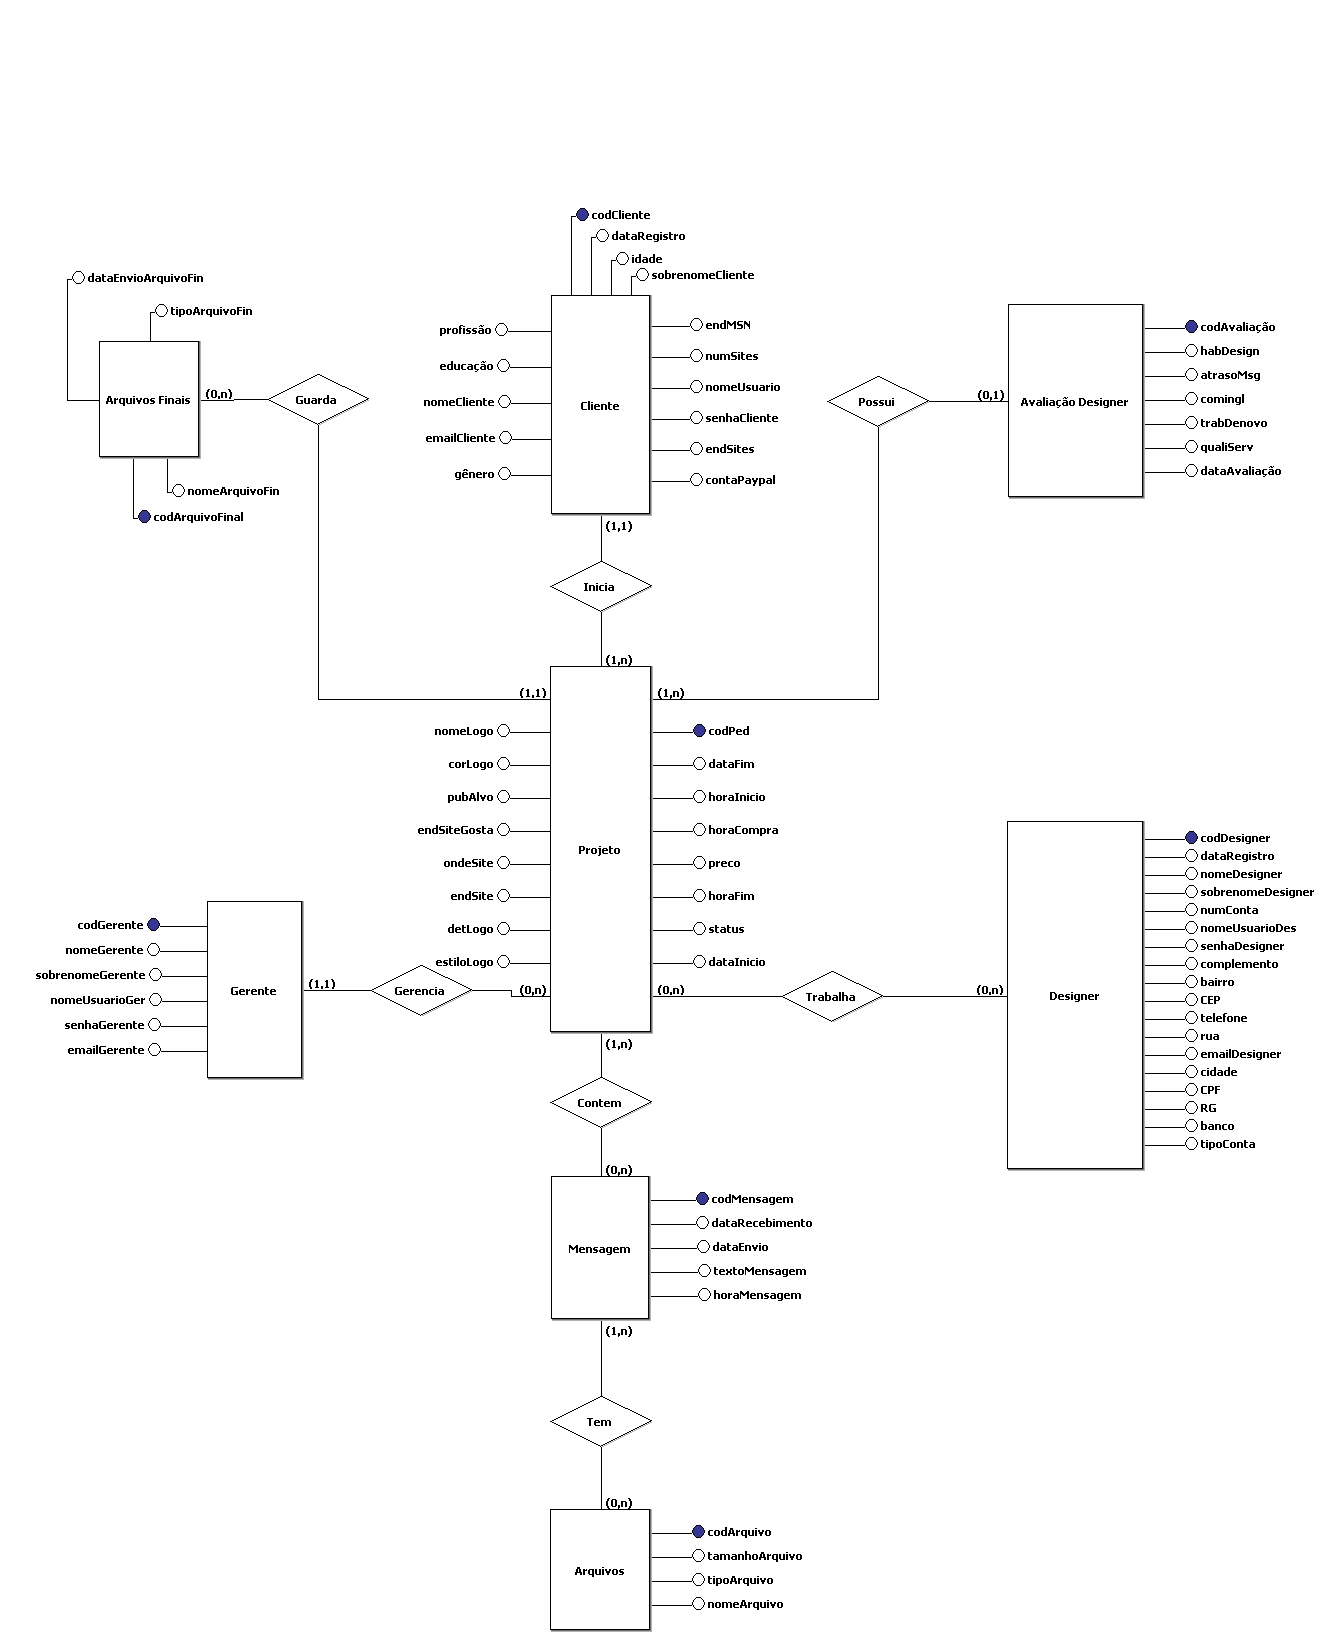 codCliente
dataRegistro
idade
sobrenomeCliente
dataEnvioArquivoFin
tipoArquivoFin
Arquivos Finais
(0,n)
Guarda
nomeArquivoFin
codArquivoFinal
profissão
educação
nomeCliente
emailCliente
gênero
Cliente
endMSN
numSites
nomeUsuario
senhaCliente
endSites
contaPaypal
Possui
(0,1)
Avaliação Designer
codAvaliação
habDesign
atrasoMsg
comingl
trabDenovo
qualiServ
dataAvaliação
(1,1)
Inicia
(1,n)
(1,1)
(1,n)
nomeLogo
corLogo
pubAlvo
endSiteGosta
ondeSite
endSite
detLogo
estiloLogo
Projeto
codPed
dataFim
horaInicio
horaCompra
preco
horaFim
status
dataInicio
codGerente
nomeGerente
sobrenomeGerente
nomeUsuarioGer
senhaGerente
emailGerente
Gerente
(1,1)
Gerencia
(0,n)
(0,n)
Trabalha
(0,n)
Designer
codDesigner
dataRegistro
nomeDesigner
sobrenomeDesigner
numConta
nomeUsuarioDes
senhaDesigner
complemento
bairro
CEP
telefone
rua
emailDesigner
cidade
CPF
RG
banco
tipoConta
(1,n)
Contem
(0,n)
Mensagem
codMensagem
dataRecebimento
dataEnvio
textoMensagem
horaMensagem
(1,n)
Tem
(0,n)
Arquivos
codArquivo
tamanhoArquivo
tipoArquivo
nomeArquivo